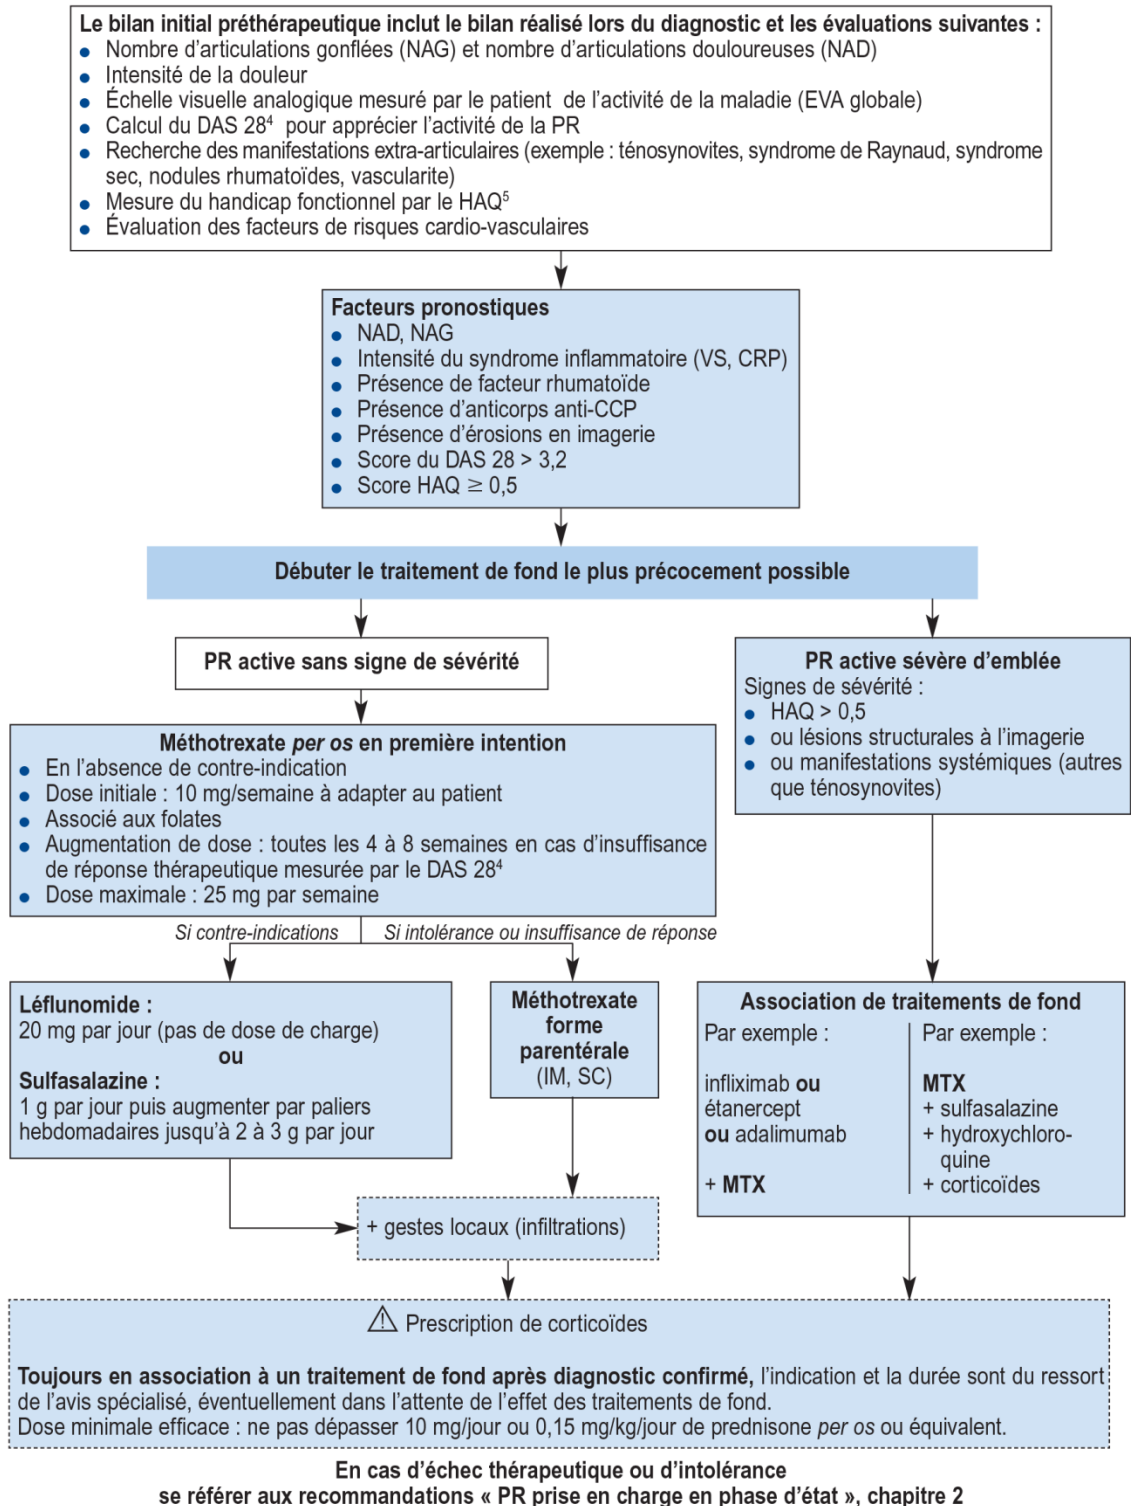 Le bilan initial préthérapeutique inclut le bilan réalisé lors du diagnostic et les évaluations suivantes :
● Nombre d'articulations gonflées (NAG) et nombre d'articulations douloureuses (NAD)
● Intensité de la douleur
● Échelle visuelle analogique mesuré par le patient de l'activité de la maladie (EVA globale)
● Calcul du DAS 28⁴ pour apprécier l'activité de la PR
● Recherche des manifestations extra-articulaires (exemple : ténosynovites, syndrome de Raynaud, syndrome
sec, nodules rhumatoïdes, vascularite)
● Mesure du handicap fonctionnel par le HAQ⁵
● Évaluation des facteurs de risques cardio-vasculaires
Facteurs pronostiques
● NAD, NAG
● Intensité du syndrome inflammatoire (VS, CRP)
● Présence de facteur rhumatoïde
● Présence d'anticorps anti-CCP
● Présence d'érosions en imagerie
● Score du DAS 28 > 3,2
● Score HAQ ≥ 0,5
Débuter le traitement de fond le plus précocement possible
PR active sans signe de sévérité
Méthotrexate per os en première intention
● En l'absence de contre-indication
● Dose initiale : 10 mg/semaine à adapter au patient
● Associé aux folates
● Augmentation de dose : toutes les 4 à 8 semaines en cas d'insuffisance
de réponse thérapeutique mesurée par le DAS 28⁴
● Dose maximale : 25 mg par semaine
Si contre-indications
Si intolérance ou insuffisance de réponse
Léflunomide :
20 mg par jour (pas de dose de charge)
ou
Sulfasalazine :
1 g par jour puis augmenter par paliers
hebdomadaires jusqu'à 2 à 3 g par jour
Méthotrexate
forme
parentérale
(IM, SC)
+ gestes locaux (infiltrations)
PR active sévère d'emblée
Signes de sévérité :
● HAQ > 0,5
● ou lésions structurales à l'imagerie
● ou manifestations systémiques (autres
que ténosynovites)
Association de traitements de fond
Par exemple :
infliximab ou
étanercept
ou adalimumab
+ MTX
Par exemple :
MTX
+ sulfasalazine
+ hydroxychloro-
quine
+ corticoïdes
⚠ Prescription de corticoïdes
Toujours en association à un traitement de fond après diagnostic confirmé, l'indication et la durée sont du ressort
de l'avis spécialisé, éventuellement dans l'attente de l'effet des traitements de fond.
Dose minimale efficace : ne pas dépasser 10 mg/jour ou 0,15 mg/kg/jour de prednisone per os ou équivalent.
En cas d'échec thérapeutique ou d'intolérance
se référer aux recommandations « PR prise en charge en phase d'état », chapitre 2